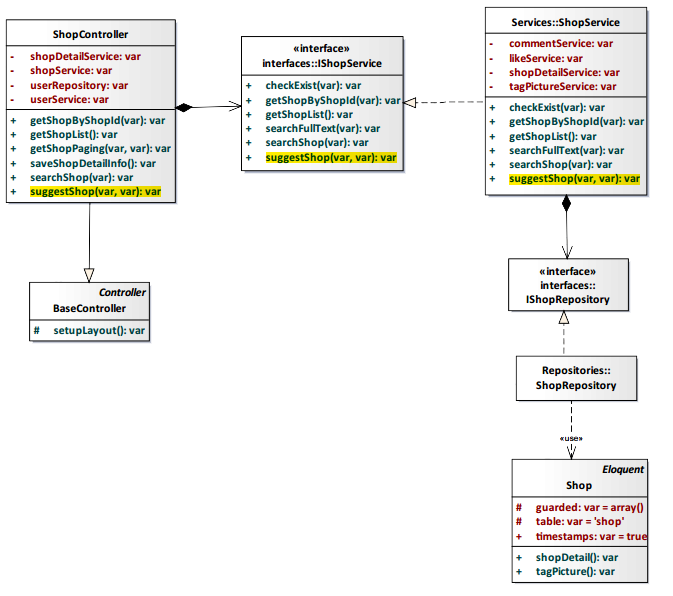 ShopController
- shopDetailService: var
- shopService: var
- userRepository: var
- userService: var
+ getShopByShopId(var): var
+ getShopList(): var
+ getShopPaging(var, var): var
+ saveShopDetailInfo(): var
+ searchShop(var): var
+ suggestShop(var, var): var
«interface»
interfaces::IShopService
+ checkExist(var): var
+ getShopByShopId(var): var
+ getShopList(): var
+ searchFullText(var): var
+ searchShop(var): var
+ suggestShop(var, var): var
Services::ShopService
- commentService: var
- likeService: var
- shopDetailService: var
- tagPictureService: var
+ checkExist(var): var
+ getShopByShopId(var): var
+ getShopList(): var
+ searchFullText(var): var
+ searchShop(var): var
+ suggestShop(var, var): var
Controller
BaseController
# setupLayout(): var
«interface»
interfaces::
IShopRepository
Repositories::
ShopRepository
«use»
Eloquent
Shop
# guarded: var = array()
# table: var = 'shop'
+ timestamps: var = true
+ shopDetail(): var
+ tagPicture(): var